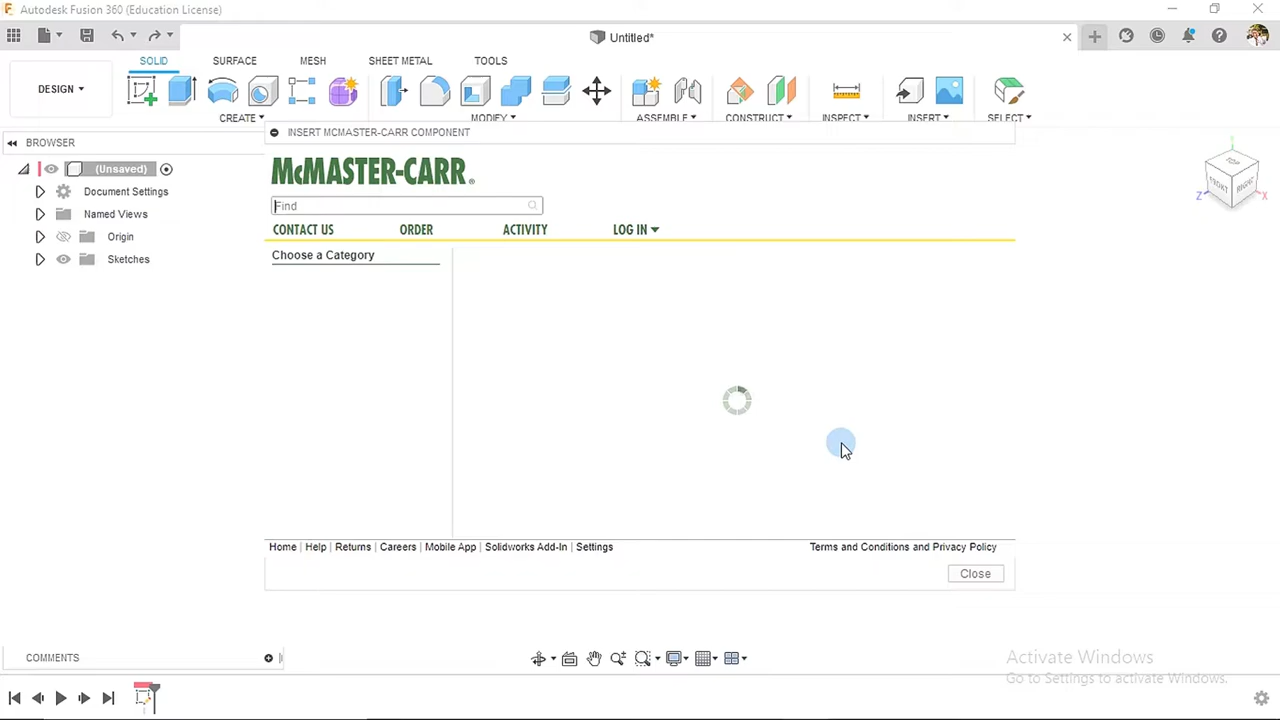 Autodesk Fusion 360 (Education License)
Untitled*
SOLID SURFACE MESH SHEET METAL TOOLS
DESIGN
CREATE MODIFY ASSEMBLE CONSTRUCT INSPECT INSERT SELECT
BROWSER
INSERT MCMASTER-CARR COMPONENT
(Unsaved)
Document Settings
Named Views
Origin
Sketches
McMASTER-CARR®
Find
CONTACT US ORDER ACTIVITY LOG IN
Choose a Category
TOP
FRONT
RIGHT
Z X
Home | Help | Returns | Careers | Mobile App | Solidworks Add-In | Settings
Terms and Conditions and Privacy Policy
Close
COMMENTS
Activate Windows
Go to Settings to activate Windows.